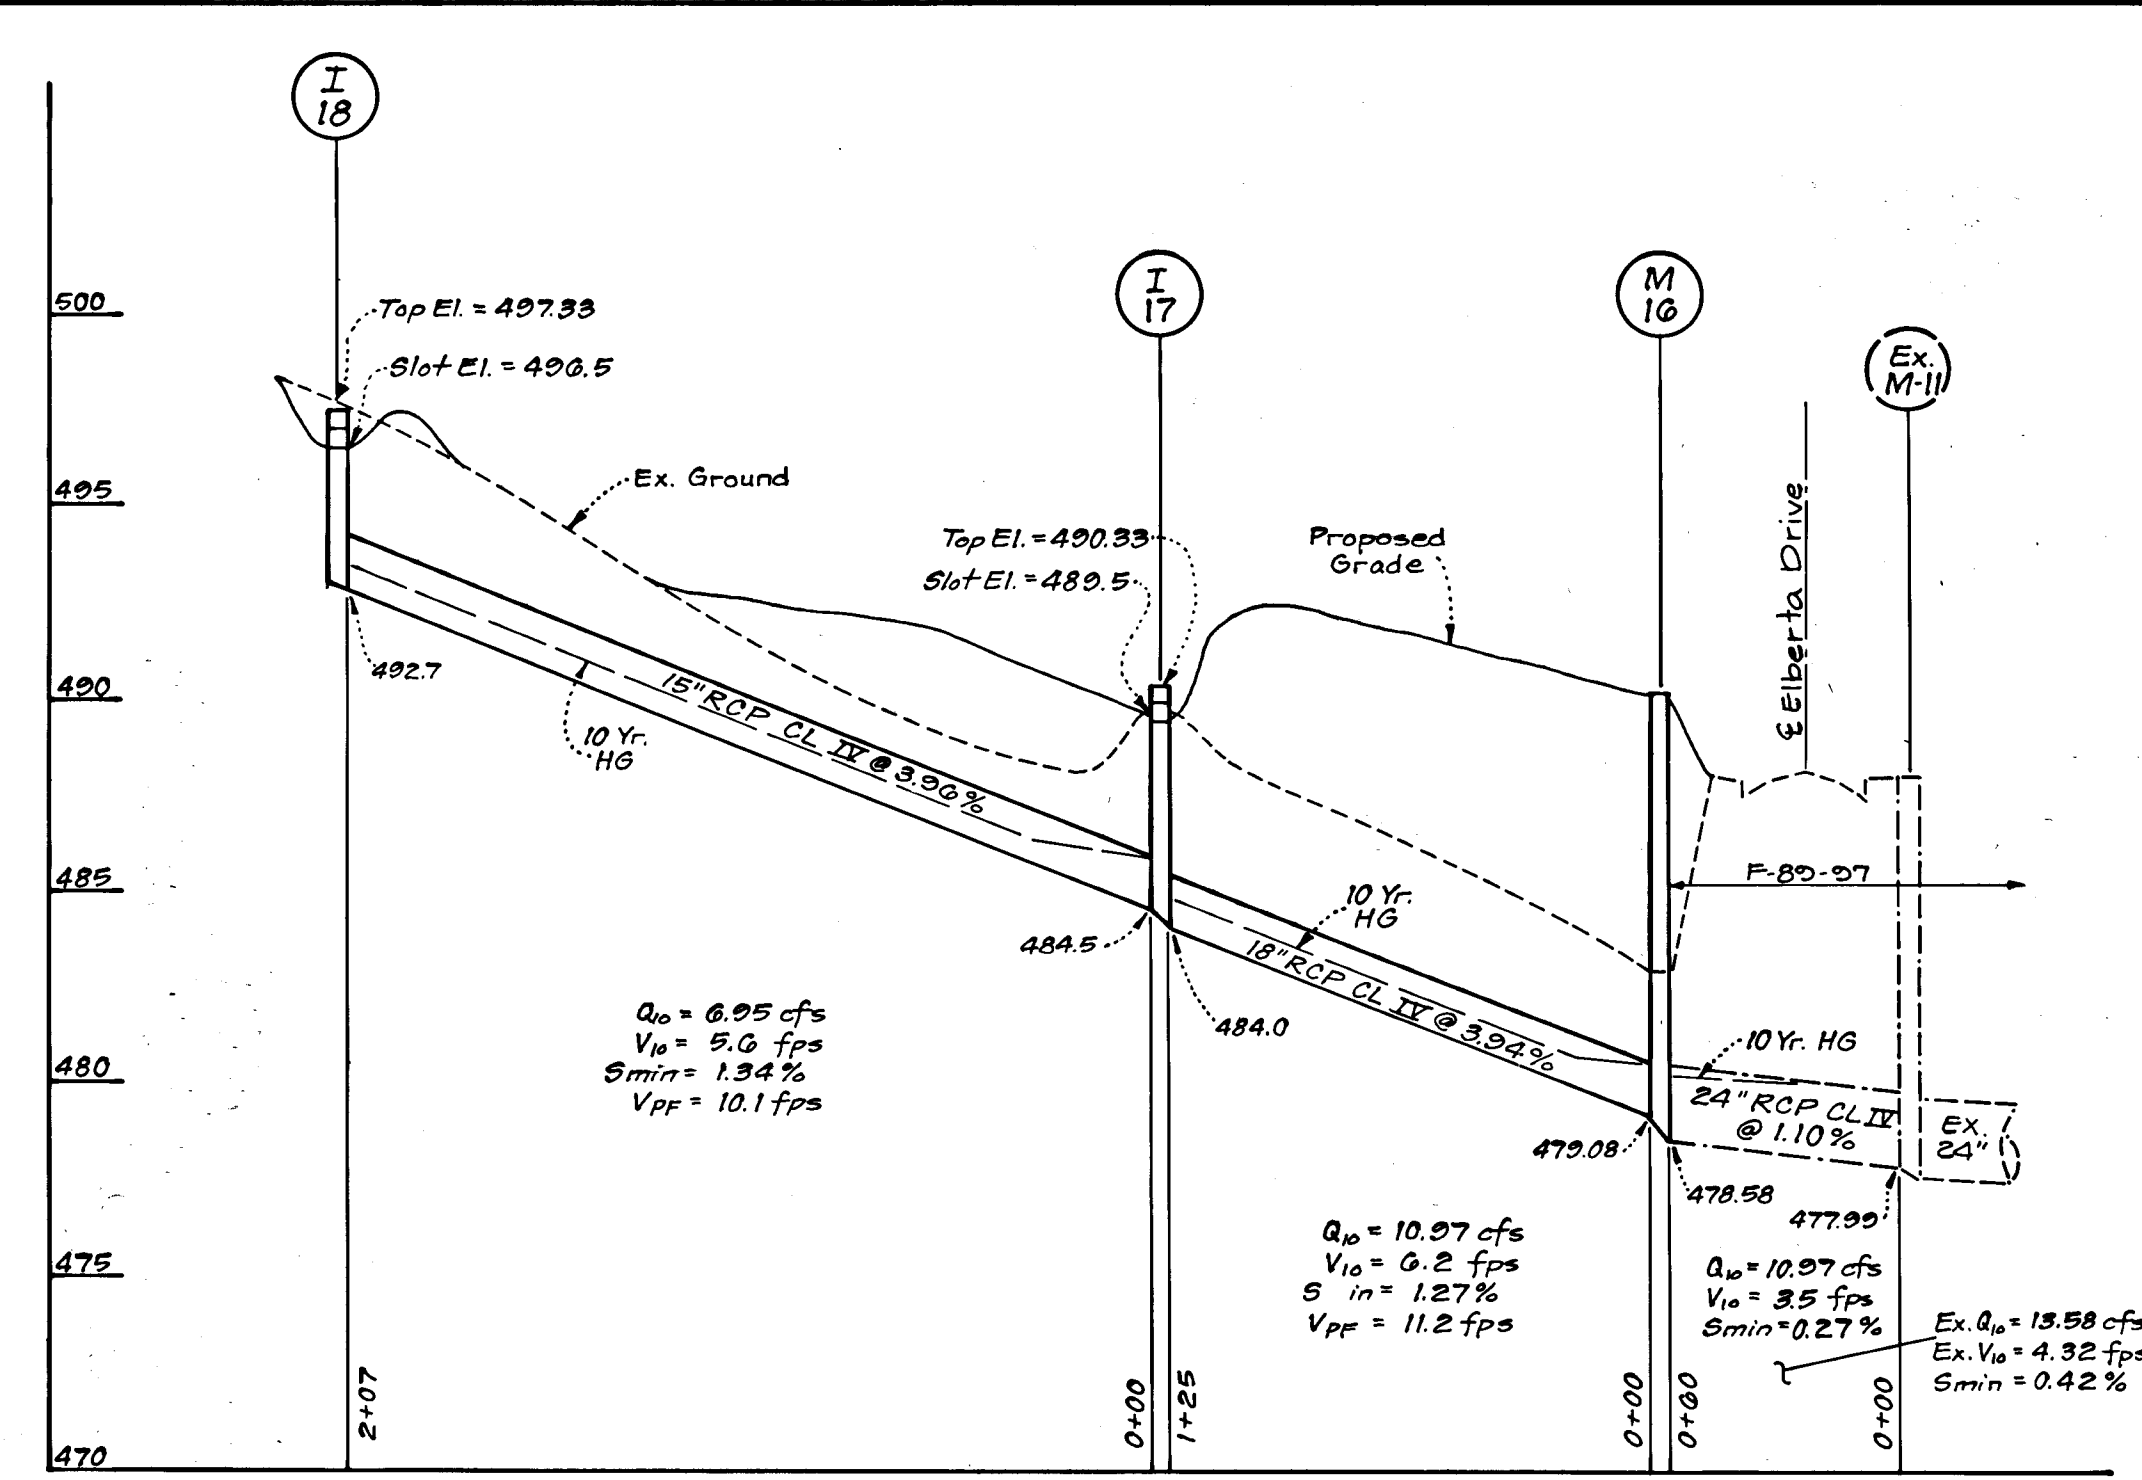 I
18
I
17
M
16
Ex.
M-11
500
495
490
485
480
475
470
Top El. = 497.33
Slot El. = 496.5
Ex. Ground
Top El. = 490.33
Slot El. = 489.5
Proposed
Grade
℄ Elberta Drive
492.7
10 Yr.
HG
15" RCP CL IV @ 3.96%
F-89-97
10 Yr.
HG
484.5
484.0
18" RCP CL IV @ 3.94%
10 Yr. HG
24" RCP CL IV
@ 1.10%
EX.
24"
479.08
478.58
477.99
Q10 = 6.95 cfs
V10 = 5.6 fps
Smin = 1.34%
VPF = 10.1 fps
Q10 = 10.97 cfs
V10 = 6.2 fps
S in = 1.27%
VPF = 11.2 fps
Q10 = 10.97 cfs
V10 = 3.5 fps
Smin = 0.27%
Ex. Q10 = 13.58 cfs
Ex. V10 = 4.32 fps
Smin = 0.42%
2+07
0+00
1+25
0+00
0+60
0+00